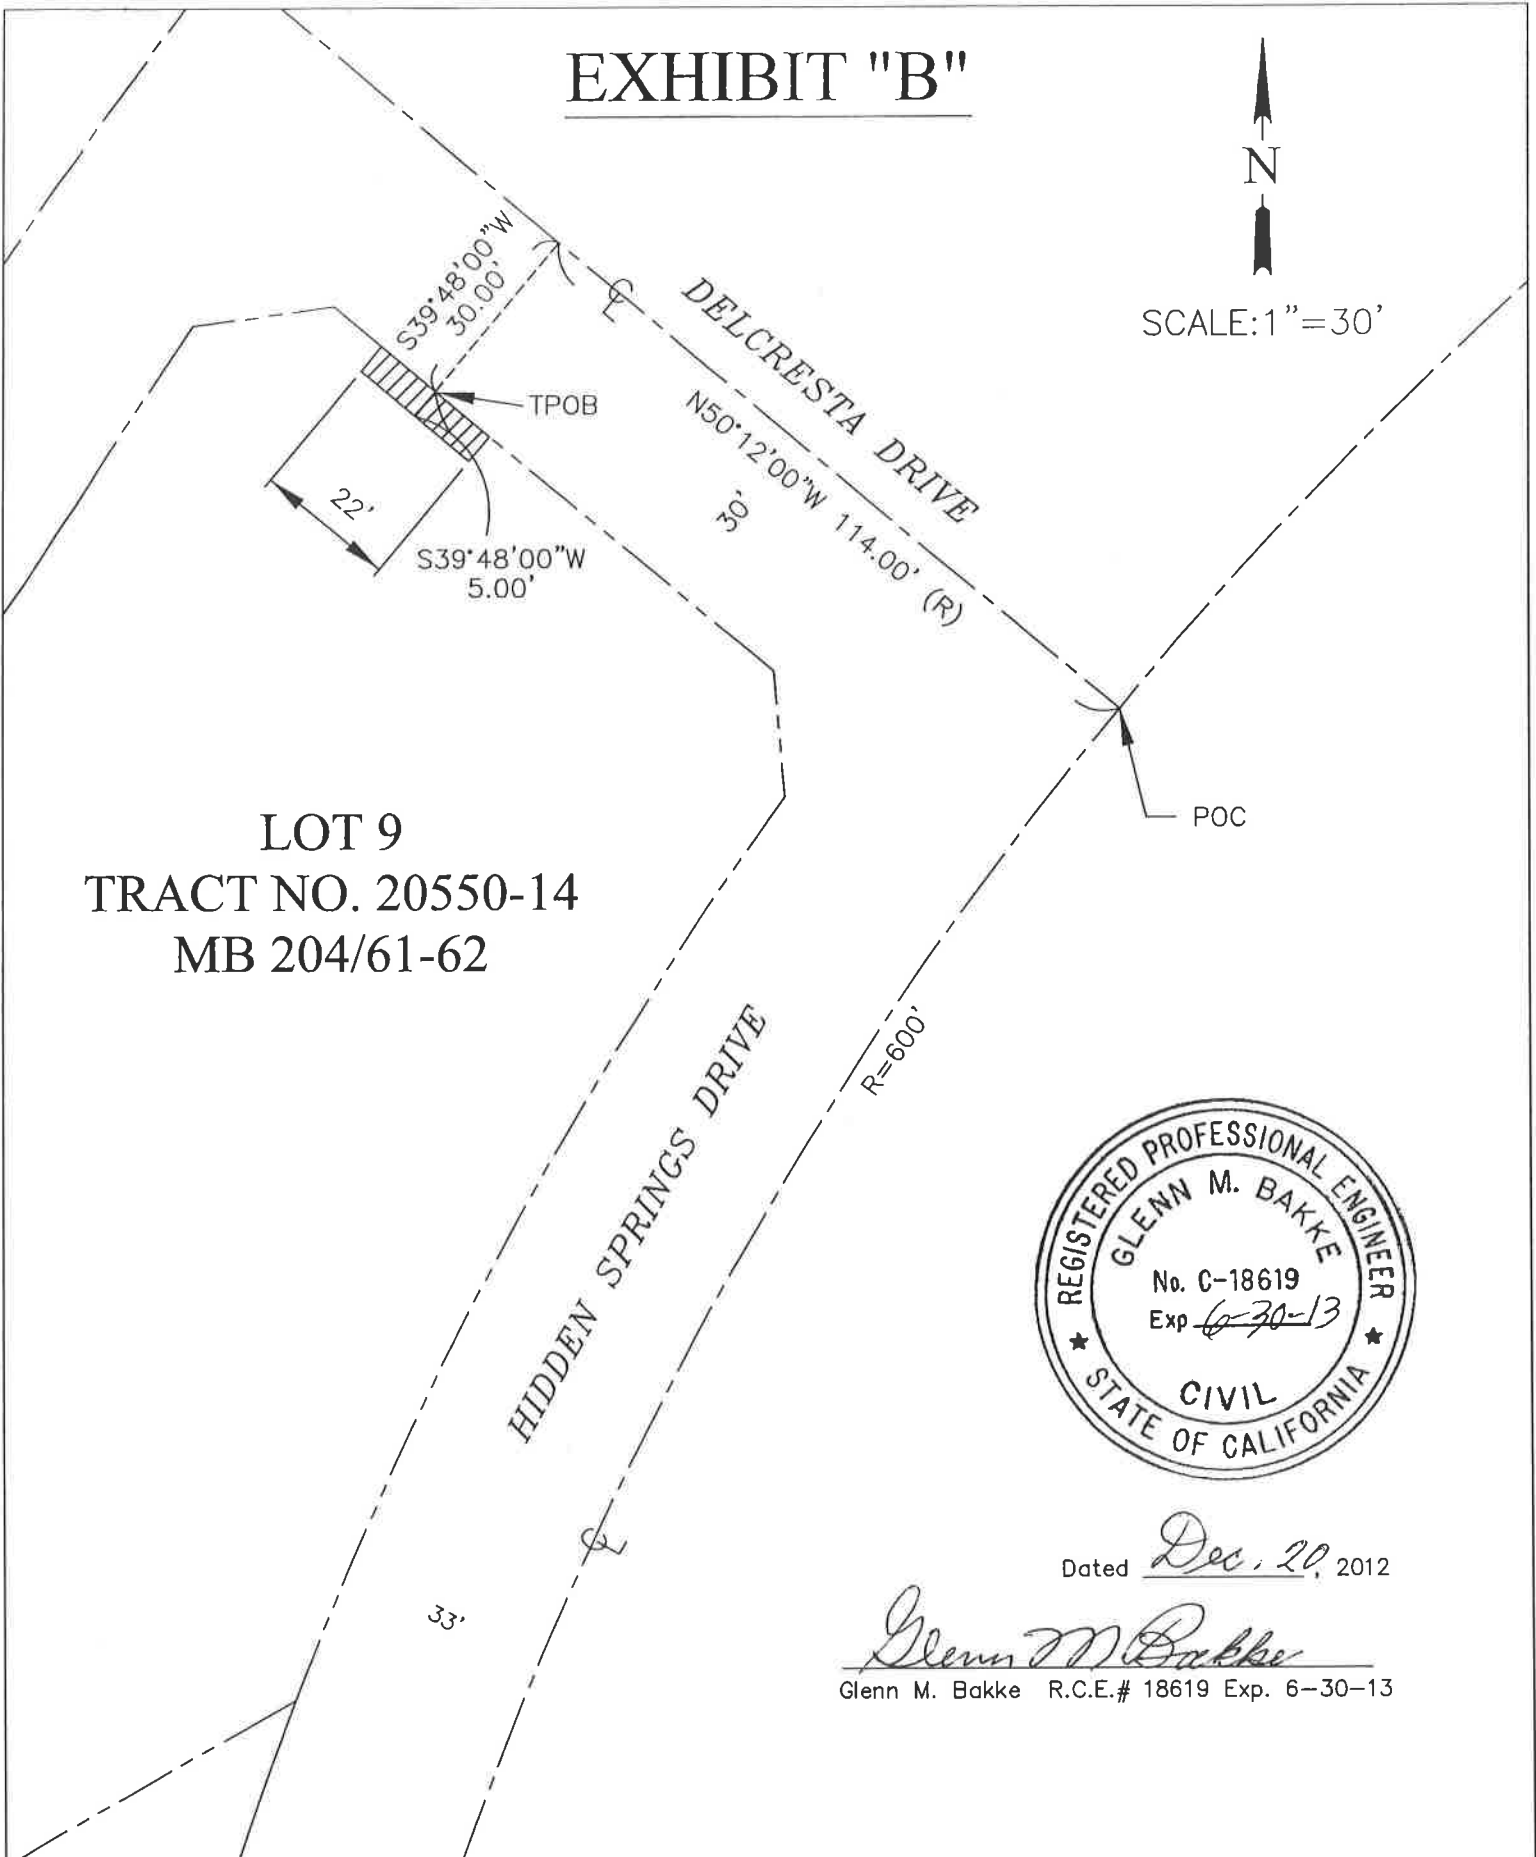 EXHIBIT "B"
N
SCALE:1"=30'
S39°48'00"W
30.00'
℄
DELCRESTA DRIVE
N50°12'00"W 114.00' (R)
30'
TPOB
22'
S39°48'00"W
5.00'
POC
LOT 9
TRACT NO. 20550-14
MB 204/61-62
HIDDEN SPRINGS DRIVE
R=600'
℄
33'
REGISTERED PROFESSIONAL ENGINEER
GLENN M. BAKKE
No. C-18619
Exp 6-30-13
CIVIL
★ STATE OF CALIFORNIA ★
Dated Dec. 20, 2012
Glenn M Bakke
Glenn M. Bakke R.C.E.# 18619 Exp. 6-30-13